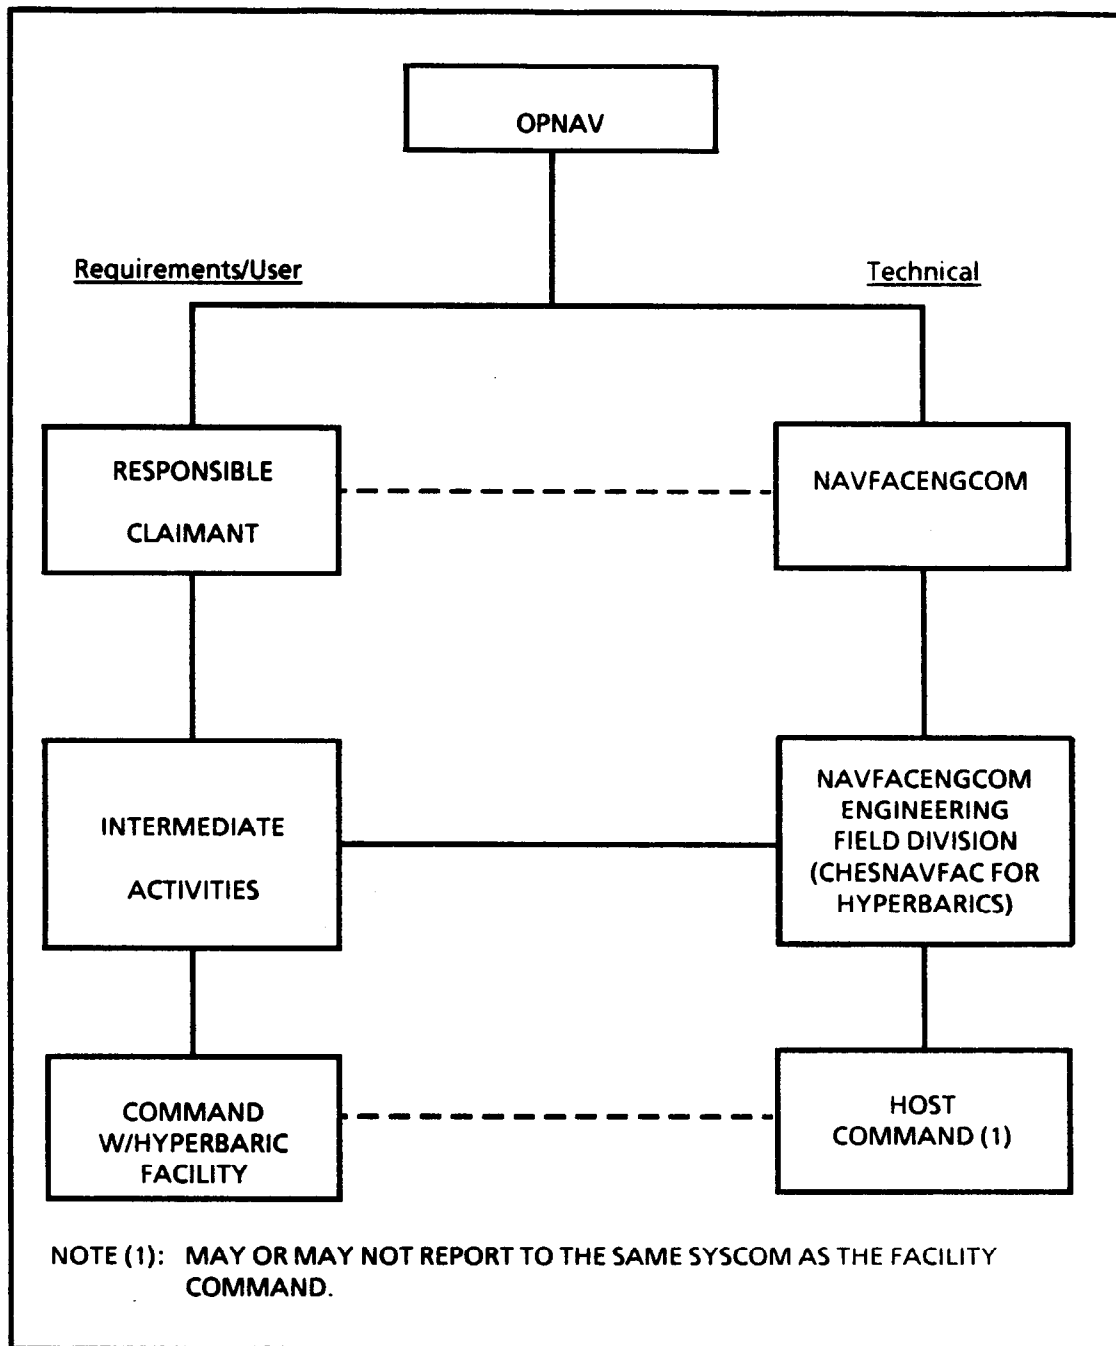 OPNAV
Requirements/User
Technical
RESPONSIBLE
CLAIMANT
NAVFACENGCOM
INTERMEDIATE
ACTIVITIES
NAVFACENGCOM
ENGINEERING
FIELD DIVISION
(CHESNAVFAC FOR
HYPERBARICS)
COMMAND
W/HYPERBARIC
FACILITY
HOST
COMMAND (1)
NOTE (1): MAY OR MAY NOT REPORT TO THE SAME SYSCOM AS THE FACILITY
COMMAND.